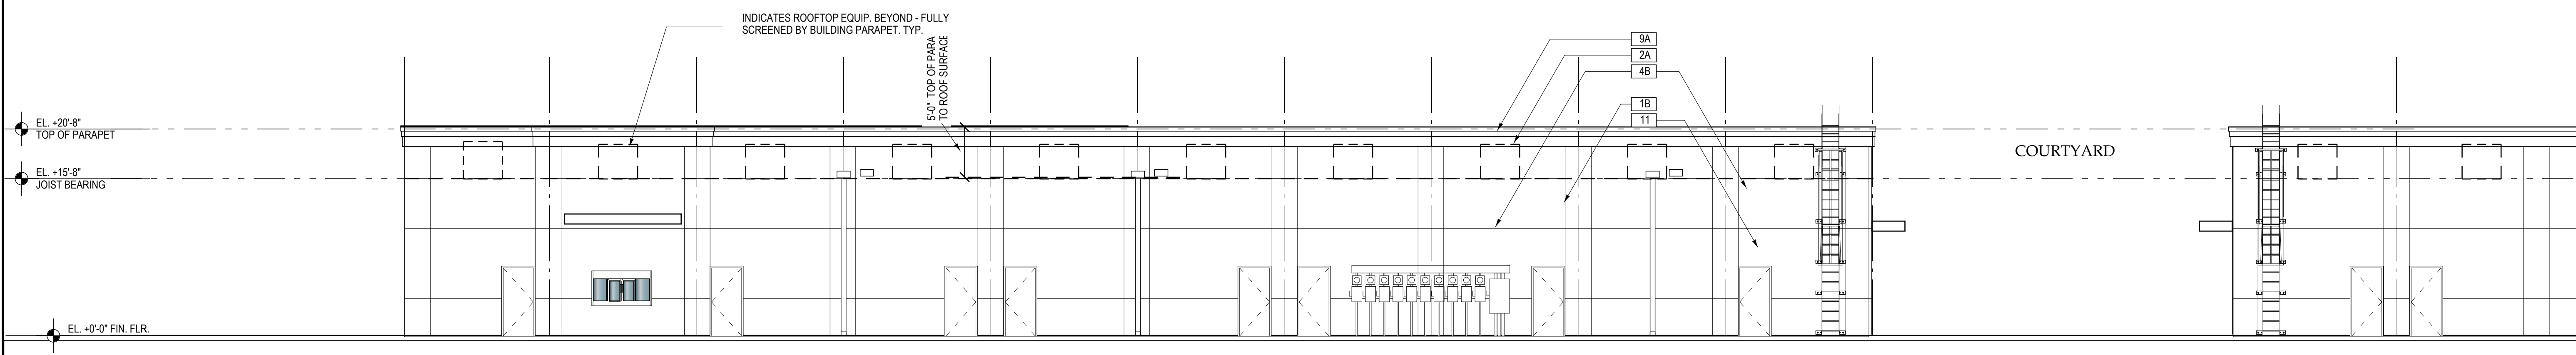 INDICATES ROOFTOP EQUIP. BEYOND - FULLY
SCREENED BY BUILDING PARAPET. TYP.
5'-0" TOP OF PARA
TO ROOF SURFACE
9A
2A
4B
1B
11
EL. +20'-8"
TOP OF PARAPET
EL. +15'-8"
JOIST BEARING
EL. +0'-0" FIN. FLR.
COURTYARD